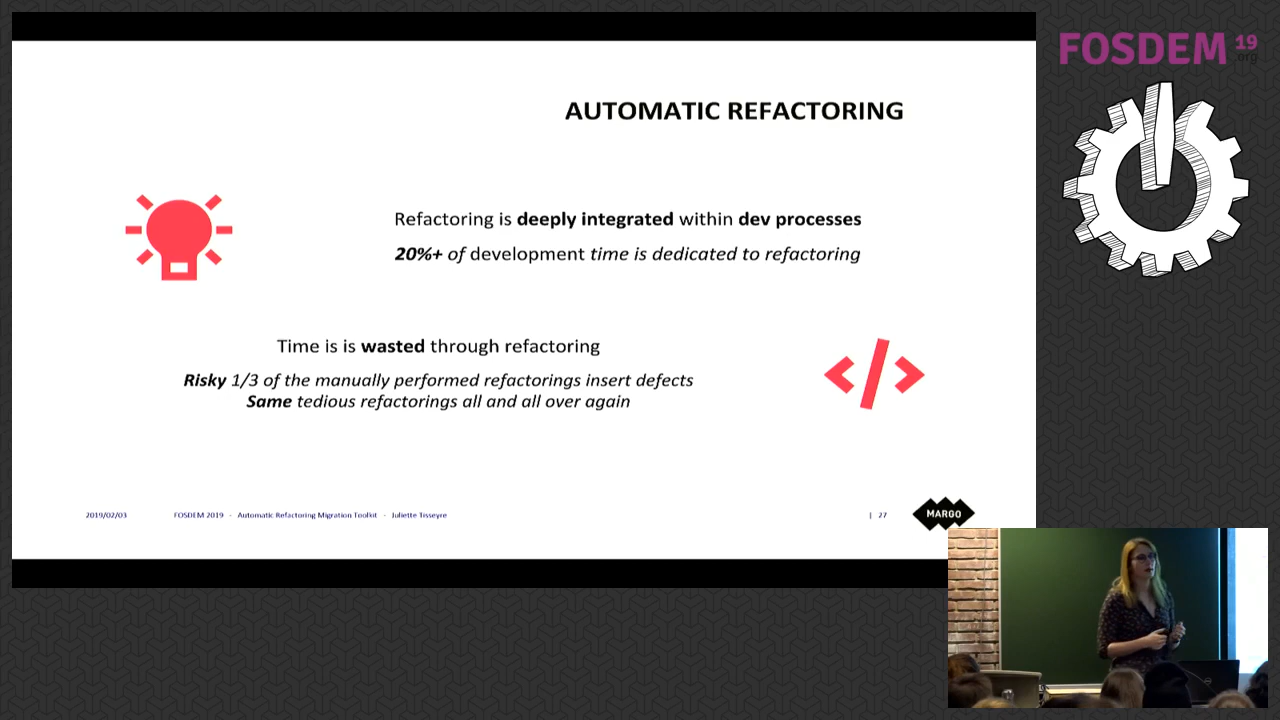 FOSDEM 19
.org
AUTOMATIC REFACTORING
Refactoring is deeply integrated within dev processes
20%+ of development time is dedicated to refactoring
Time is is wasted through refactoring
Risky 1/3 of the manually performed refactorings insert defects
Same tedious refactorings all and all over again
2019/02/03 FOSDEM 2019 - Automatic Refactoring Migration Toolkit - Juliette Tisseyre | 27
MARGO